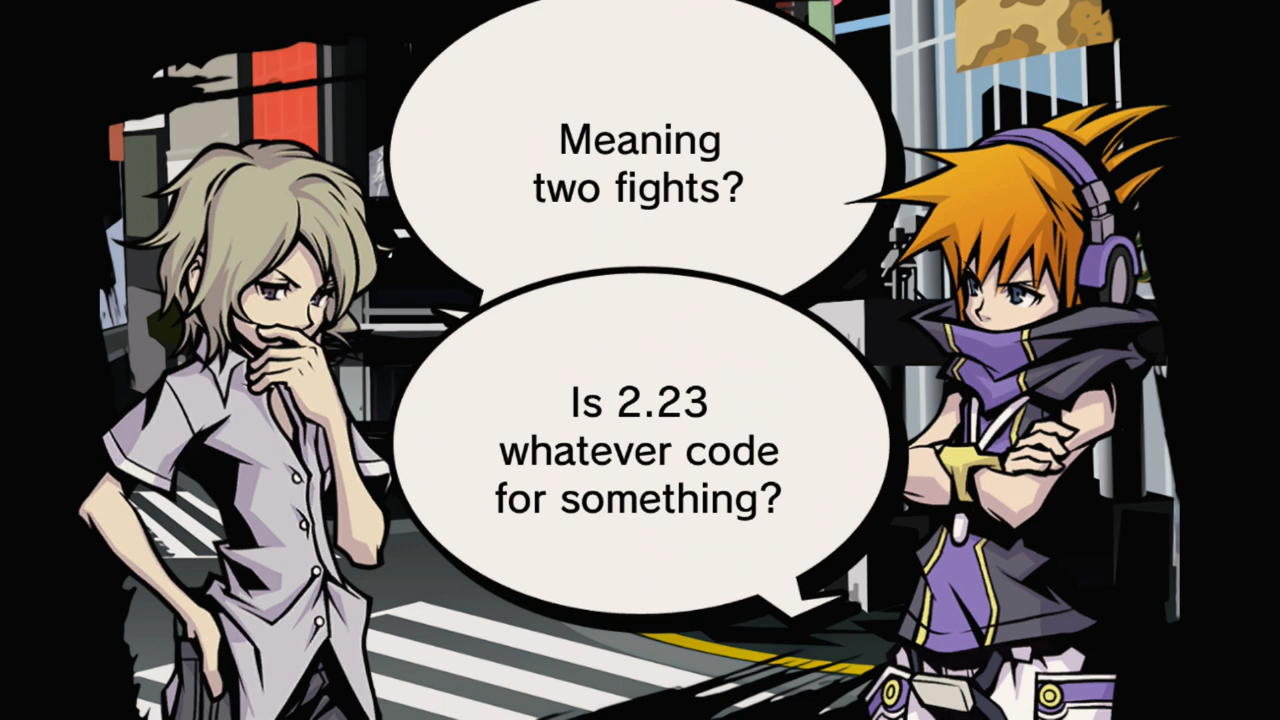 Meaning
two fights?
Is 2.23
whatever code
for something?